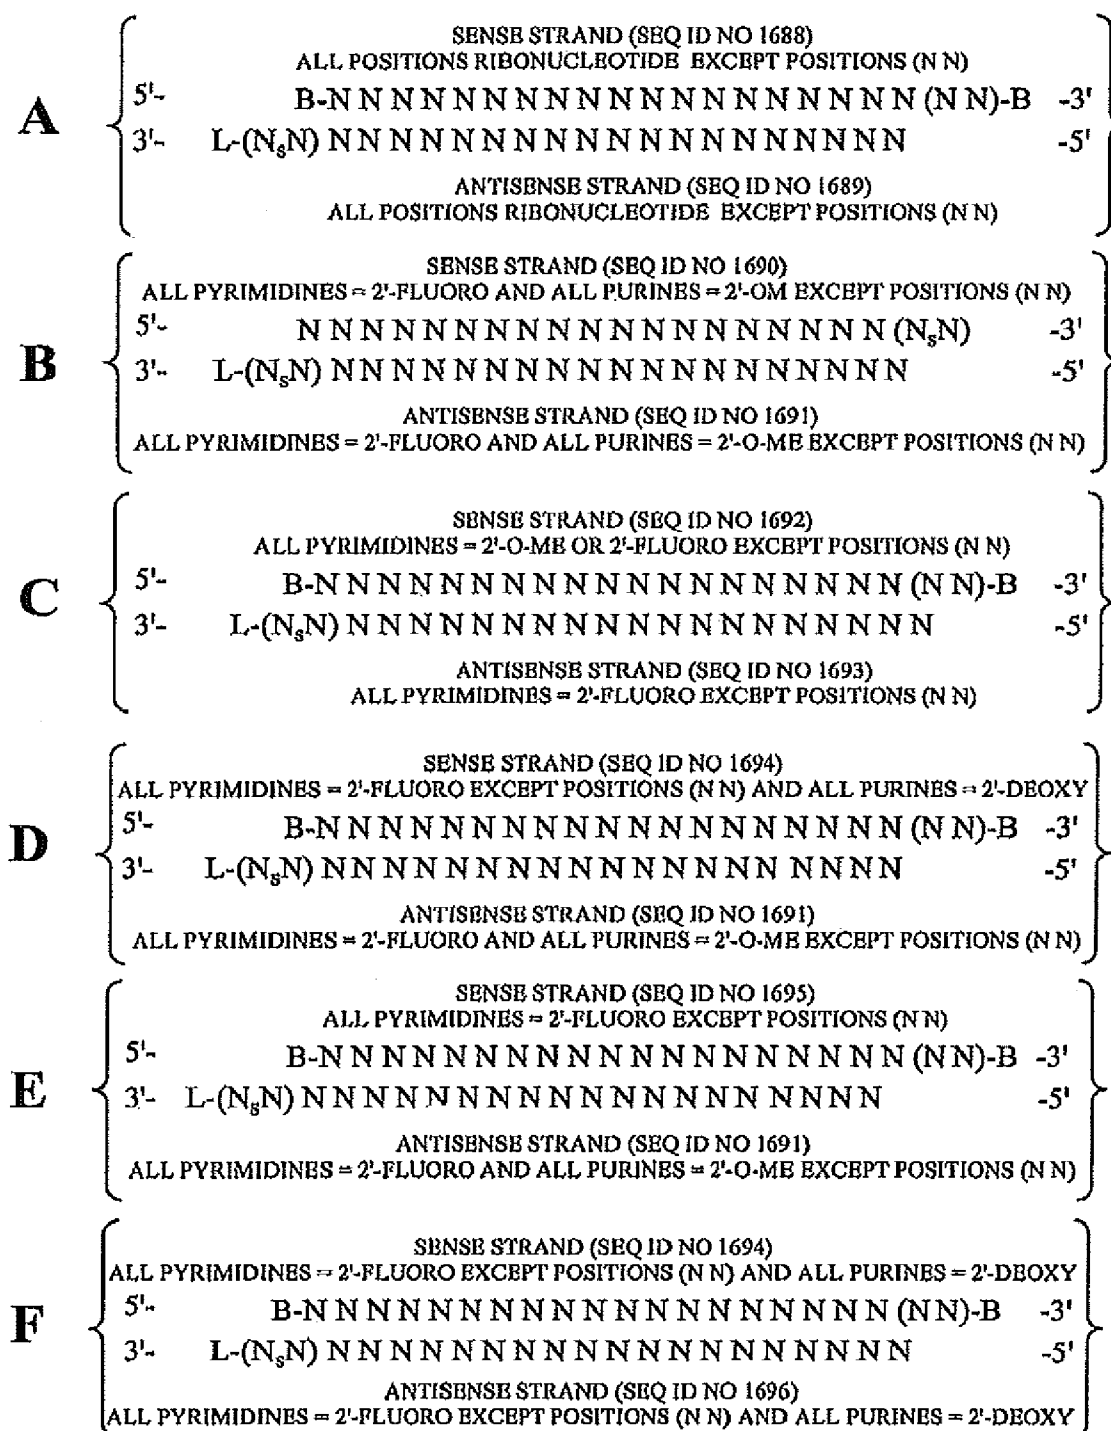 SENSE STRAND (SEQ ID NO 1688)
ALL POSITIONS RIBONUCLEOTIDE EXCEPT POSITIONS (N N)
A 5'- B-N N N N N N N N N N N N N N N N N N N (N N)-B -3'
3'- L-(NsN) N N N N N N N N N N N N N N N N N N N -5'
ANTISENSE STRAND (SEQ ID NO 1689)
ALL POSITIONS RIBONUCLEOTIDE EXCEPT POSITIONS (N N)
SENSE STRAND (SEQ ID NO 1690)
ALL PYRIMIDINES = 2'-FLUORO AND ALL PURINES = 2'-OM EXCEPT POSITIONS (N N)
B 5'- N N N N N N N N N N N N N N N N N N N (NsN) -3'
3'- L-(NsN) N N N N N N N N N N N N N N N N N N N -5'
ANTISENSE STRAND (SEQ ID NO 1691)
ALL PYRIMIDINES = 2'-FLUORO AND ALL PURINES = 2'-O-ME EXCEPT POSITIONS (N N)
SENSE STRAND (SEQ ID NO 1692)
ALL PYRIMIDINES = 2'-O-ME OR 2'-FLUORO EXCEPT POSITIONS (N N)
C 5'- B-N N N N N N N N N N N N N N N N N N N (N N)-B -3'
3'- L-(NsN) N N N N N N N N N N N N N N N N N N N -5'
ANTISENSE STRAND (SEQ ID NO 1693)
ALL PYRIMIDINES = 2'-FLUORO EXCEPT POSITIONS (N N)
SENSE STRAND (SEQ ID NO 1694)
ALL PYRIMIDINES = 2'-FLUORO EXCEPT POSITIONS (N N) AND ALL PURINES = 2'-DEOXY
D 5'- B-N N N N N N N N N N N N N N N N N N N (N N)-B -3'
3'- L-(NsN) N N N N N N N N N N N N N N N N N N N -5'
ANTISENSE STRAND (SEQ ID NO 1691)
ALL PYRIMIDINES = 2'-FLUORO AND ALL PURINES = 2'-O-ME EXCEPT POSITIONS (N N)
SENSE STRAND (SEQ ID NO 1695)
ALL PYRIMIDINES = 2'-FLUORO EXCEPT POSITIONS (N N)
E 5'- B-N N N N N N N N N N N N N N N N N N N (N N)-B -3'
3'- L-(NsN) N N N N N N N N N N N N N N N N N N N -5'
ANTISENSE STRAND (SEQ ID NO 1691)
ALL PYRIMIDINES = 2'-FLUORO AND ALL PURINES = 2'-O-ME EXCEPT POSITIONS (N N)
SENSE STRAND (SEQ ID NO 1694)
ALL PYRIMIDINES = 2'-FLUORO EXCEPT POSITIONS (N N) AND ALL PURINES = 2'-DEOXY
F 5'- B-N N N N N N N N N N N N N N N N N N N (N N)-B -3'
3'- L-(NsN) N N N N N N N N N N N N N N N N N N N -5'
ANTISENSE STRAND (SEQ ID NO 1696)
ALL PYRIMIDINES = 2'-FLUORO EXCEPT POSITIONS (N N) AND ALL PURINES = 2'-DEOXY